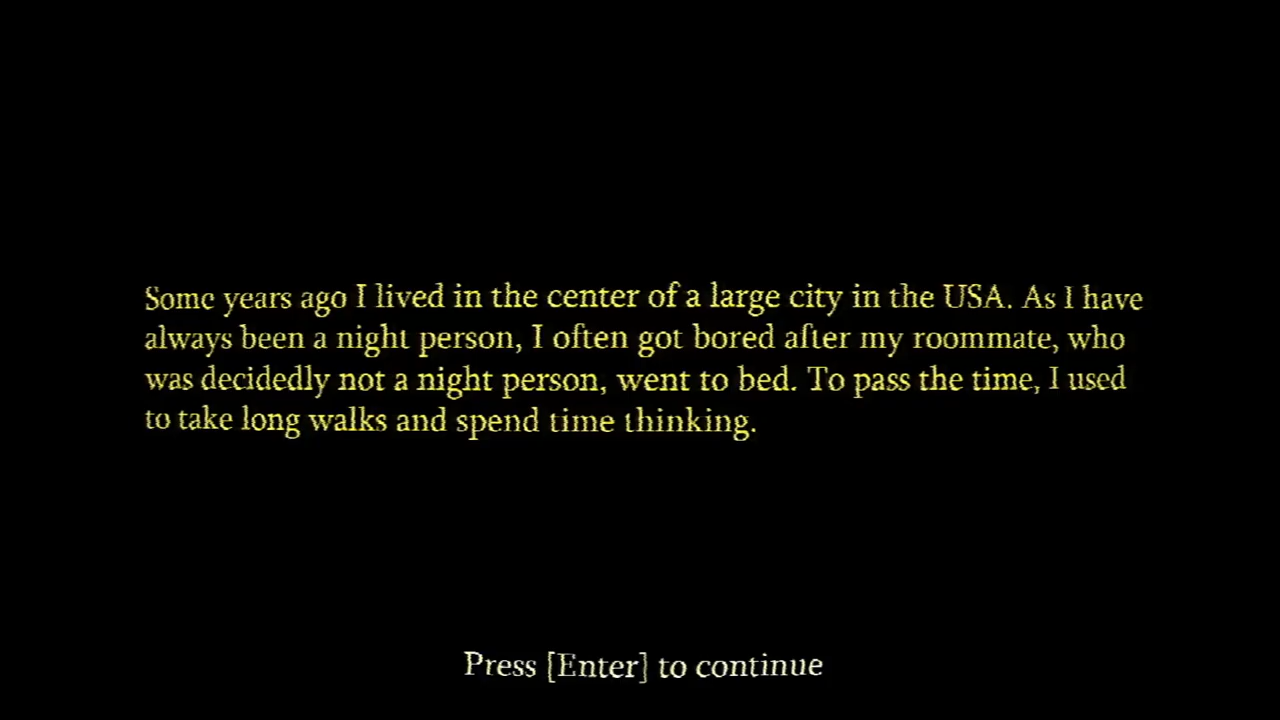 Some years ago I lived in the center of a large city in the USA. As I have
always been a night person, I often got bored after my roommate, who
was decidedly not a night person, went to bed. To pass the time, I used
to take long walks and spend time thinking.
Press [Enter] to continue